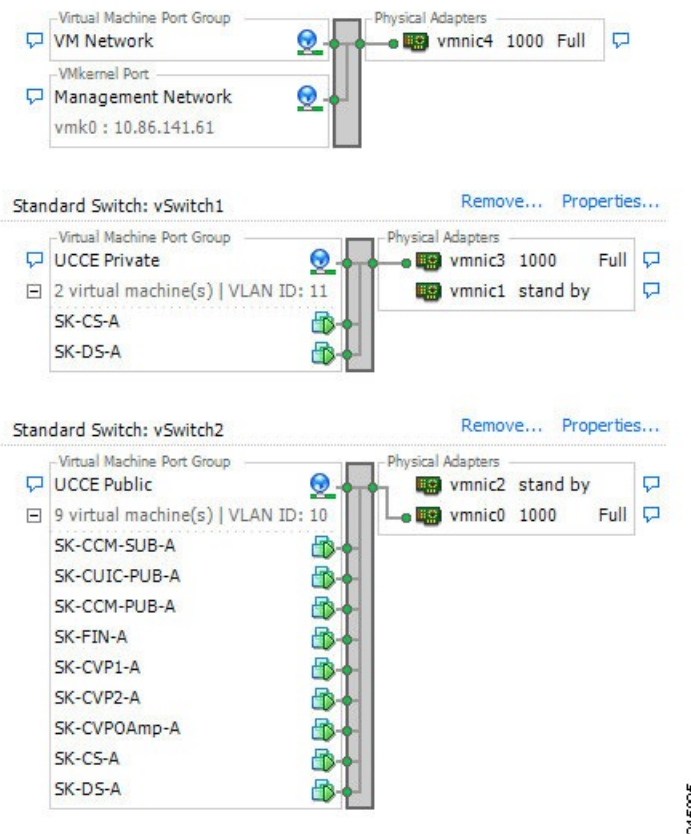 Virtual Machine Port Group
VM Network
Physical Adapters
vmnic4 1000 Full
VMkernel Port
Management Network
vmk0 : 10.86.141.61
Standard Switch: vSwitch1
Remove... Properties...
Virtual Machine Port Group
UCCE Private
2 virtual machine(s) | VLAN ID: 11
SK-CS-A
SK-DS-A
Physical Adapters
vmnic3 1000 Full
vmnic1 stand by
Standard Switch: vSwitch2
Remove... Properties...
Virtual Machine Port Group
UCCE Public
9 virtual machine(s) | VLAN ID: 10
SK-CCM-SUB-A
SK-CUIC-PUB-A
SK-CCM-PUB-A
SK-FIN-A
SK-CVP1-A
SK-CVP2-A
SK-CVPOAmp-A
SK-CS-A
SK-DS-A
Physical Adapters
vmnic2 stand by
vmnic0 1000 Full